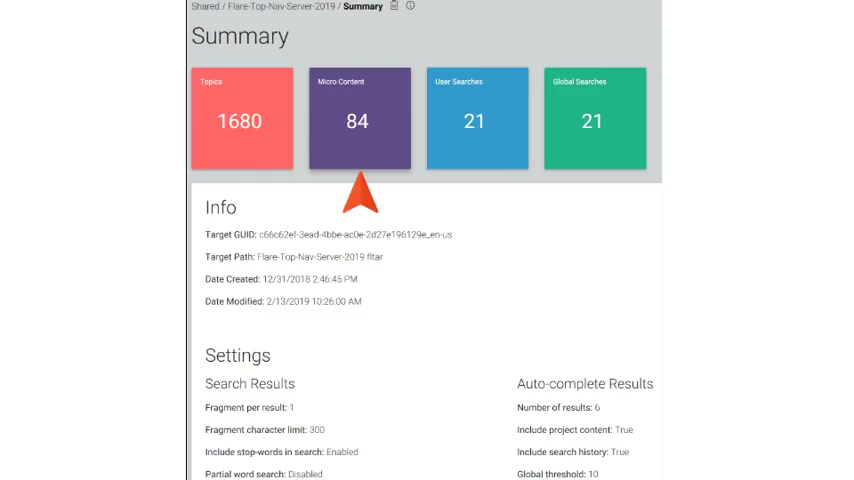 Shared / Flare-Top-Nav-Server-2019 / Summary
Summary
Topics
1680
Micro Content
84
User Searches
21
Global Searches
21
Info
Target GUID: c66c62ef-3ead-4bbe-ac0e-2d27e196129e_en-us
Target Path: Flare-Top-Nav-Server-2019.fltar
Date Created: 12/31/2018 2:46:45 PM
Date Modified: 2/13/2019 10:26:00 AM
Settings
Search Results
Fragment per result: 1
Fragment character limit: 300
Include stop-words in search: Enabled
Partial word search: Disabled
Auto-complete Results
Number of results: 6
Include project content: True
Include search history: True
Global threshold: 10